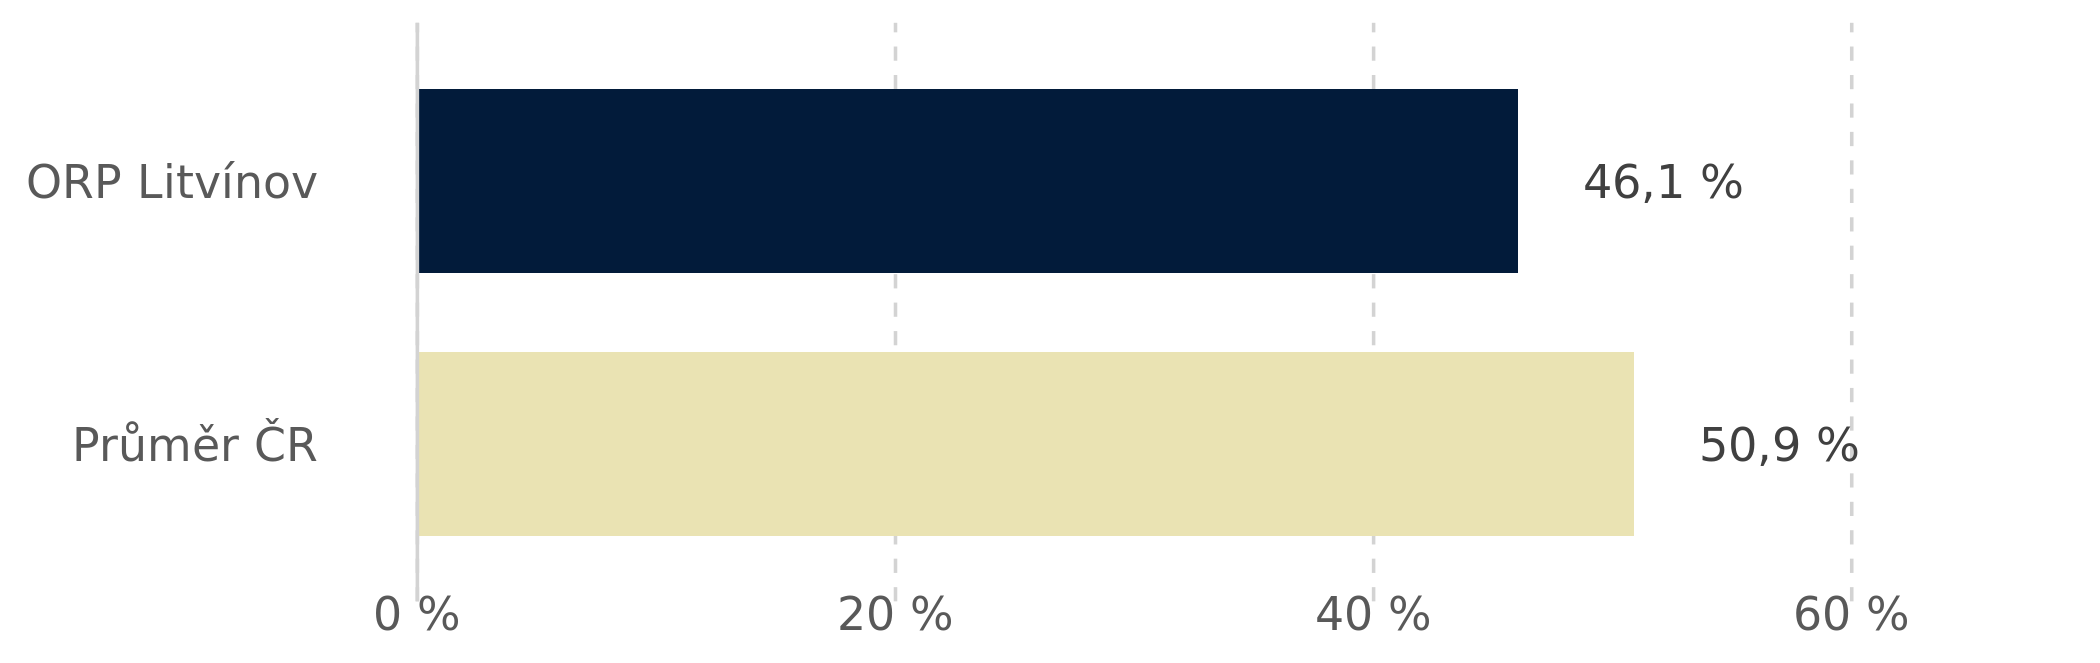 ORP Litvínov 46,1 %
Průměr ČR 50,9 %
0 % 20 % 40 % 60 %